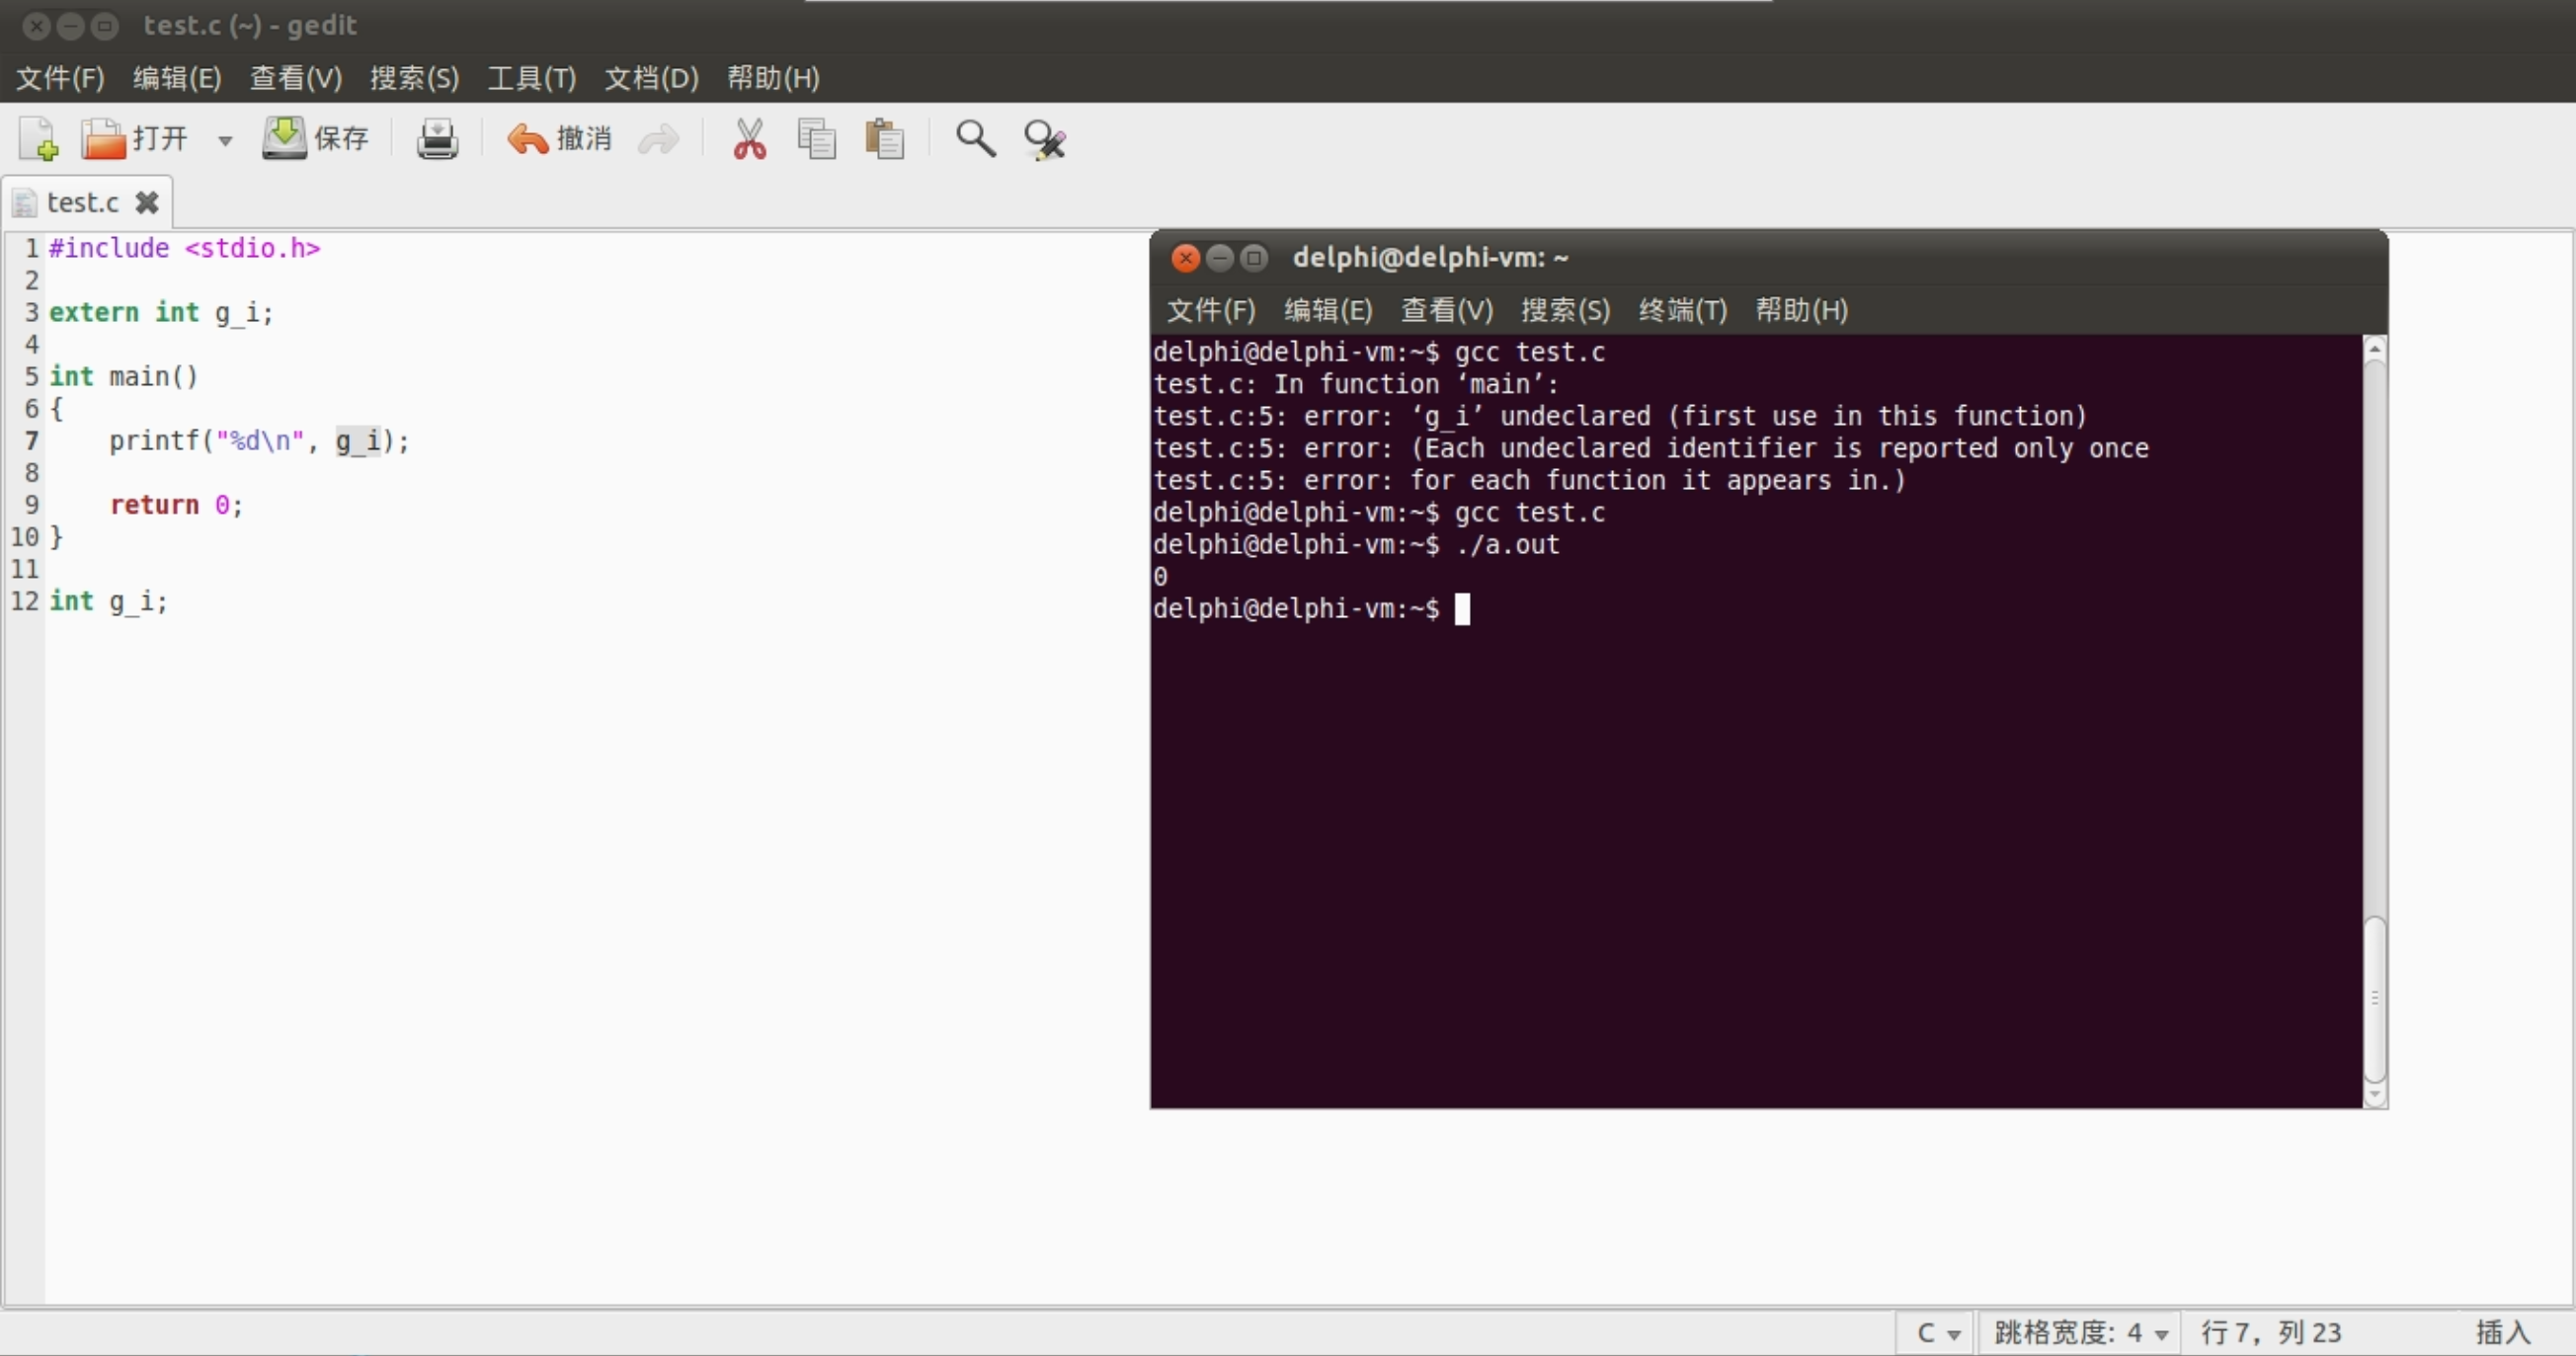 test.c (~) - gedit
文件(F) 编辑(E) 查看(V) 搜索(S) 工具(T) 文档(D) 帮助(H)
打开 保存 撤消
test.c
1 #include <stdio.h>
2
3 extern int g_i;
4
5 int main()
6 {
7     printf("%d\n", g_i);
8
9     return 0;
10 }
11
12 int g_i;
delphi@delphi-vm: ~
文件(F) 编辑(E) 查看(V) 搜索(S) 终端(T) 帮助(H)
delphi@delphi-vm:~$ gcc test.c
test.c: In function ‘main’:
test.c:5: error: ‘g_i’ undeclared (first use in this function)
test.c:5: error: (Each undeclared identifier is reported only once
test.c:5: error: for each function it appears in.)
delphi@delphi-vm:~$ gcc test.c
delphi@delphi-vm:~$ ./a.out
0
delphi@delphi-vm:~$
C 跳格宽度: 4 行 7, 列 23 插入